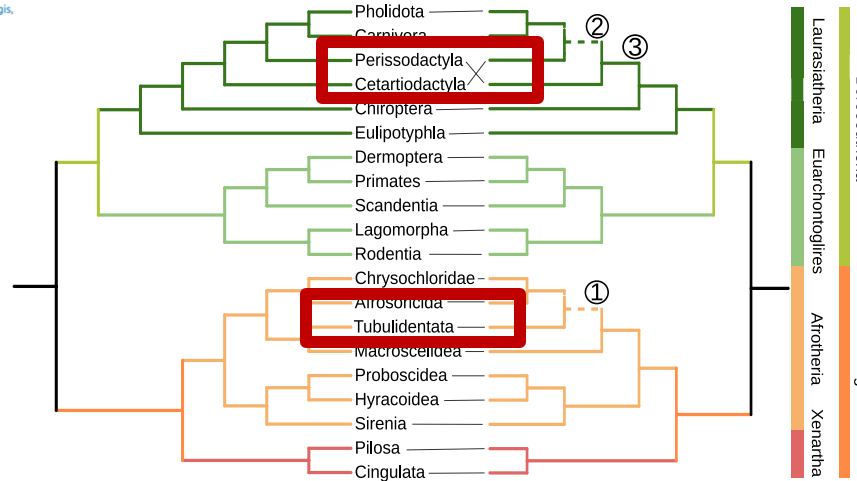 gis,
Pholidota
②
Carnivora
③
Perissodactyla
Cetartiodactyla
Chiroptera
Eulipotyphla
Dermoptera
Primates
Scandentia
Lagomorpha
Rodentia
Chrysochloridae
①
Afrosoricida
Tubulidentata
Macroscelidea
Proboscidea
Hyracoidea
Sirenia
Pilosa
Cingulata
Laurasiatheria
Euarchontoglires
Afrotheria
Xenartha